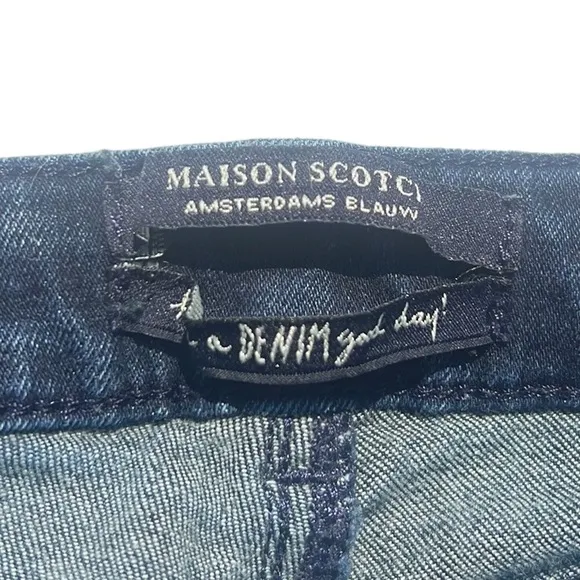 MAISON SCOTC
AMSTERDAMS BLAUW
a DENIM good day!